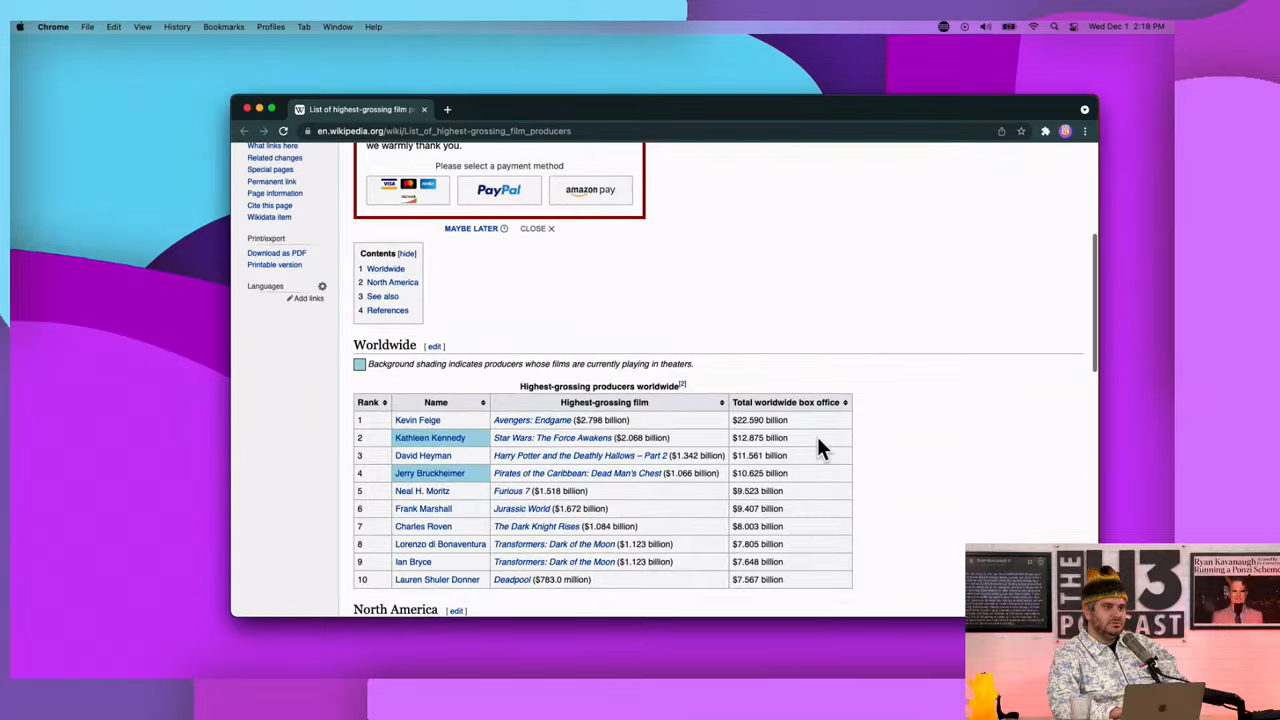 Chrome File Edit View History Bookmarks Profiles Tab Window Help Wed Dec 1 2:18 PM
List of highest-grossing film p
en.wikipedia.org/wiki/List_of_highest-grossing_film_producers
What links here
Related changes
Special pages
Permanent link
Page information
Cite this page
Wikidata item
Print/export
Download as PDF
Printable version
Languages
Add links
we warmly thank you.
Please select a payment method
VISA DISCOVER PayPal amazon pay
MAYBE LATER CLOSE X
Contents [hide]
1 Worldwide
2 North America
3 See also
4 References
Worldwide [ edit ]
Background shading indicates producers whose films are currently playing in theaters.
Highest-grossing producers worldwide[2]
Rank Name Highest-grossing film Total worldwide box office
1 Kevin Feige Avengers: Endgame ($2.798 billion) $22.590 billion
2 Kathleen Kennedy Star Wars: The Force Awakens ($2.068 billion) $12.875 billion
3 David Heyman Harry Potter and the Deathly Hallows – Part 2 ($1.342 billion) $11.561 billion
4 Jerry Bruckheimer Pirates of the Caribbean: Dead Man's Chest ($1.066 billion) $10.625 billion
5 Neal H. Moritz Furious 7 ($1.518 billion) $9.523 billion
6 Frank Marshall Jurassic World ($1.672 billion) $9.407 billion
7 Charles Roven The Dark Knight Rises ($1.084 billion) $8.003 billion
8 Lorenzo di Bonaventura Transformers: Dark of the Moon ($1.123 billion) $7.805 billion
9 Ian Bryce Transformers: Dark of the Moon ($1.123 billion) $7.648 billion
10 Lauren Shuler Donner Deadpool ($783.0 million) $7.567 billion
North America [ edit ]
THE H3
PODCAST
Ryan Kavanaugh
Running a Ponzi Scheme